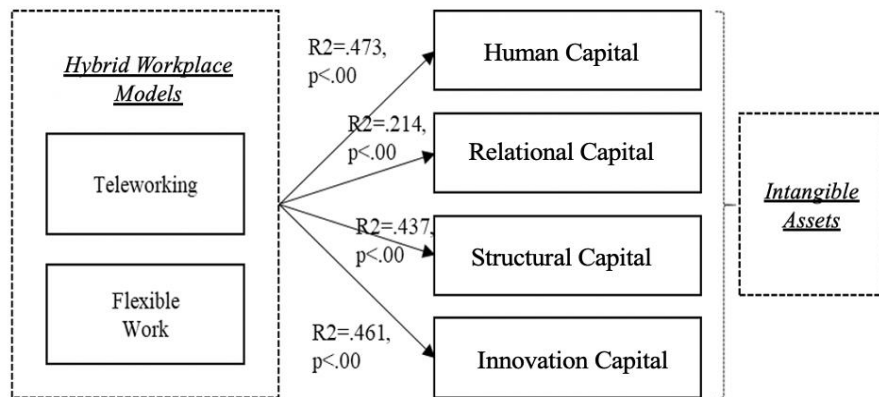 Hybrid Workplace
Models
Teleworking
Flexible
Work
R2=.473,
p<.00
R2=.214,
p<.00
R2=.437,
p<.00
R2=.461,
p<.00
Human Capital
Relational Capital
Structural Capital
Innovation Capital
Intangible
Assets